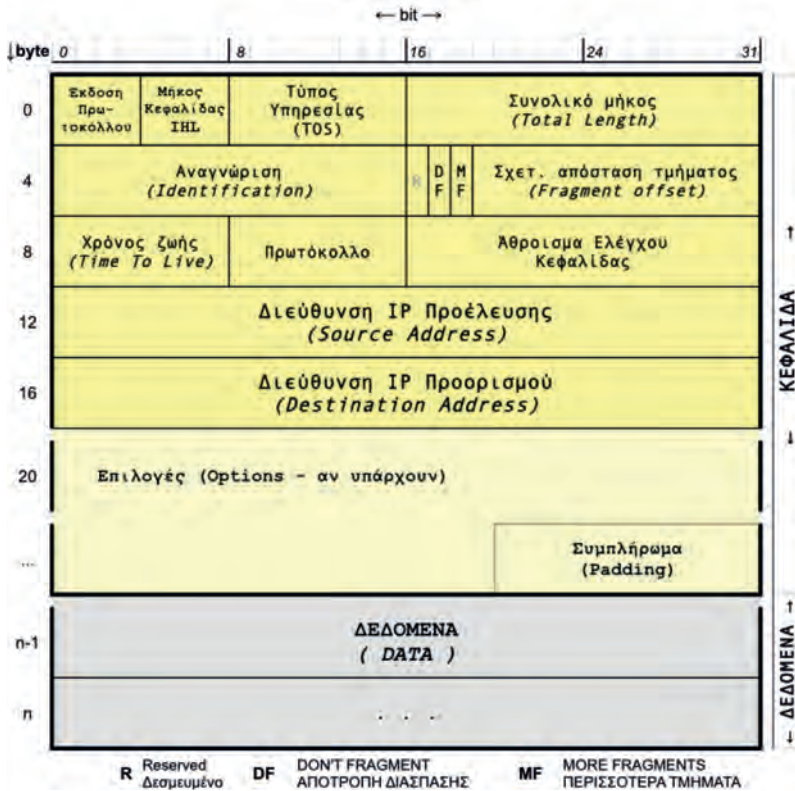 ← bit →
↓byte 0 8 16 24 31
0
Έκδοση
Πρω-
τοκόλλου
Μήκος
Κεφαλίδας
IHL
Τύπος
Υπηρεσίας
(TOS)
Συνολικό μήκος
(Total Length)
4
Αναγνώριση
(Identification)
R
D
F
M
F
Σχετ. απόσταση τμήματος
(Fragment offset)
8
Χρόνος ζωής
(Time To Live)
Πρωτόκολλο
Άθροισμα Ελέγχου
Κεφαλίδας
12
Διεύθυνση IP Προέλευσης
(Source Address)
16
Διεύθυνση IP Προορισμού
(Destination Address)
← ΚΕΦΑΛΙΔΑ →
20
Επιλογές (Options - αν υπάρχουν)
...
Συμπλήρωμα
(Padding)
n-1
ΔΕΔΟΜΕΝΑ
( DATA )
n
. . .
← ΔΕΔΟΜΕΝΑ →
R Reserved
Δεσμευμένο
DF DON'T FRAGMENT
ΑΠΟΤΡΟΠΗ ΔΙΑΣΠΑΣΗΣ
MF MORE FRAGMENTS
ΠΕΡΙΣΣΟΤΕΡΑ ΤΜΗΜΑΤΑ